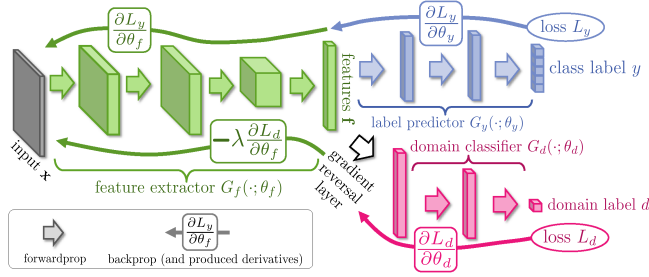 ∂L_y/∂θ_f
∂L_y/∂θ_y
loss L_y
features f
class label y
label predictor G_y(·; θ_y)
−λ ∂L_d/∂θ_f
input x
feature extractor G_f(·; θ_f)
gradient
reversal
layer
domain classifier G_d(·; θ_d)
domain label d
∂L_d/∂θ_d
loss L_d
∂L_y/∂θ_f
forwardprop
backprop (and produced derivatives)